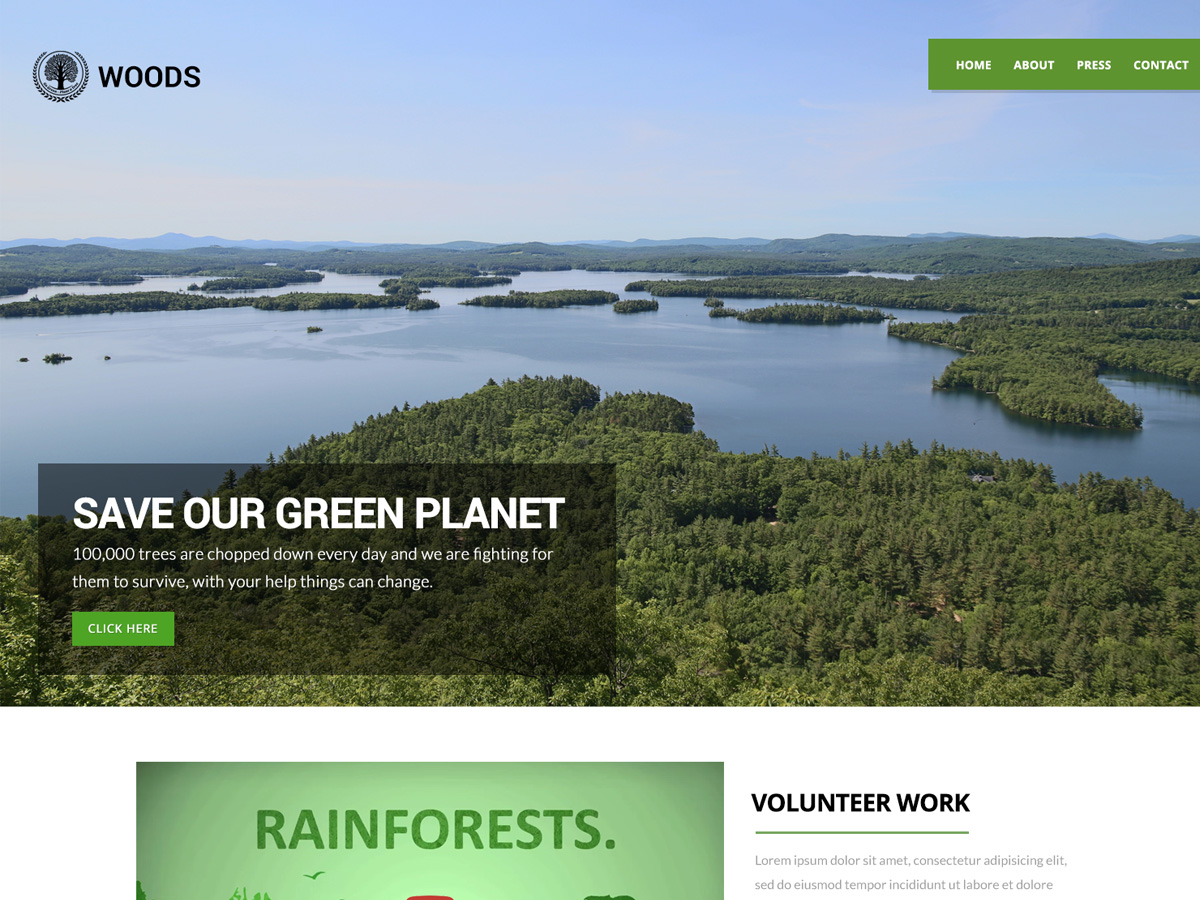 WOODS
HOME ABOUT PRESS CONTACT
SAVE OUR GREEN PLANET
100,000 trees are chopped down every day and we are fighting for
them to survive, with your help things can change.
CLICK HERE
RAINFORESTS.
VOLUNTEER WORK
Lorem ipsum dolor sit amet, consectetur adipisicing elit,
sed do eiusmod tempor incididunt ut labore et dolore